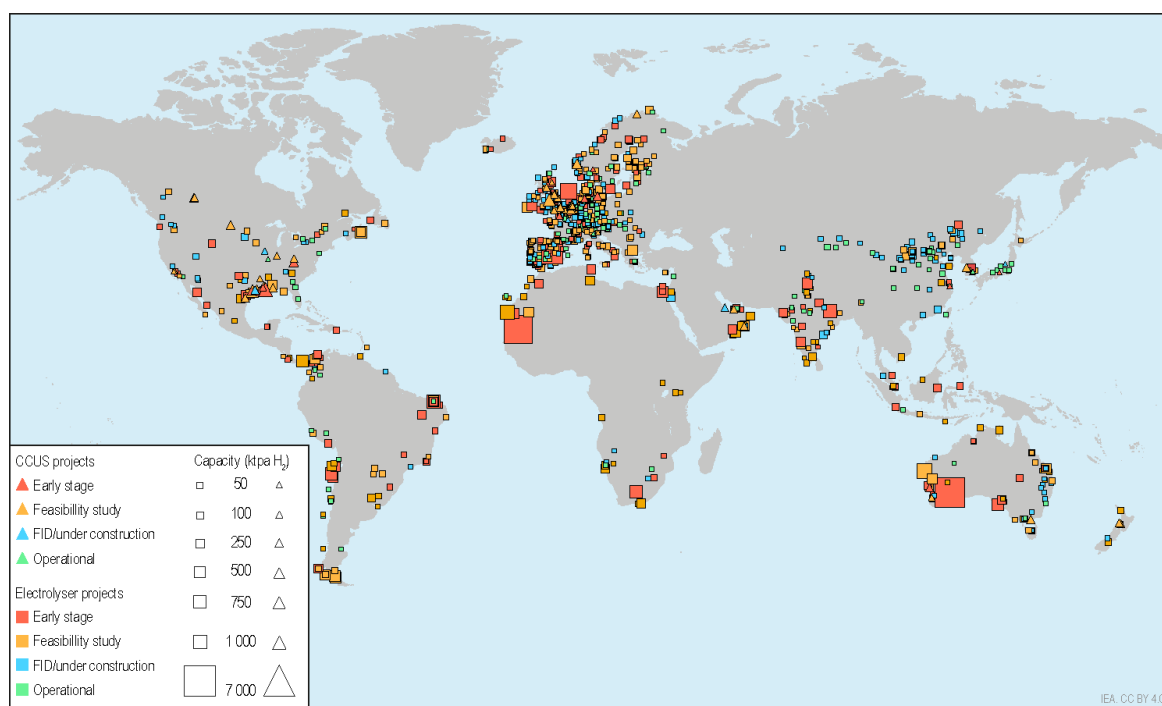 CCUS projects
Early stage
Feasibility study
FID/under construction
Operational
Electrolyser projects
Early stage
Feasibility study
FID/under construction
Operational
Capacity (ktpa H₂)
50
100
250
500
750
1 000
7 000
IEA. CC BY 4.0